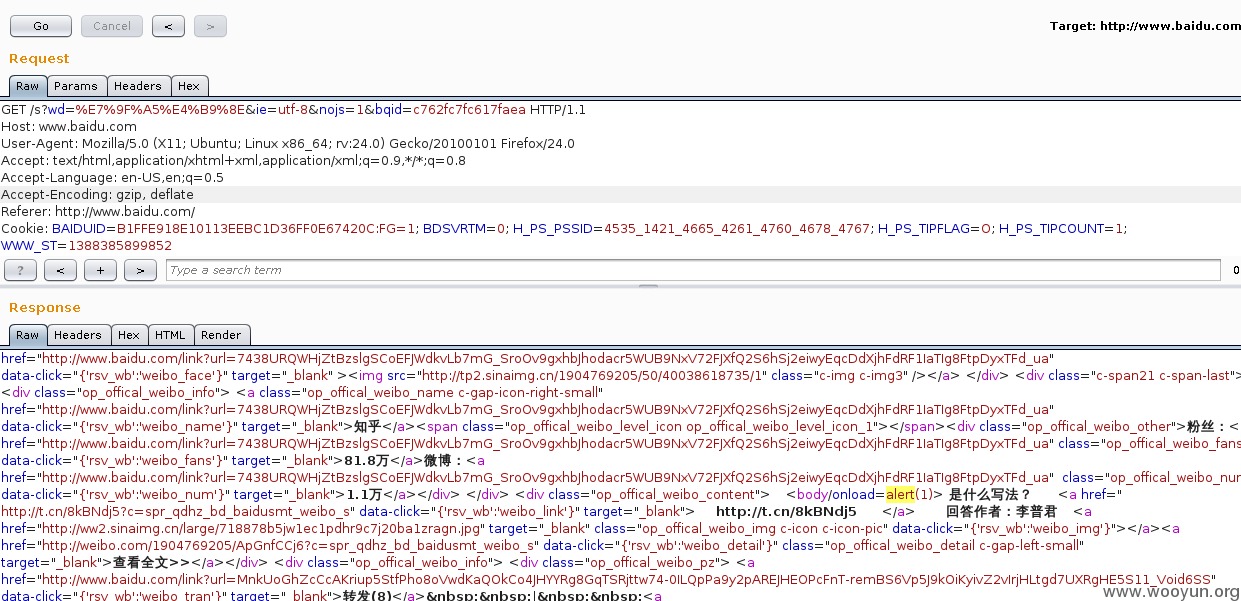 Go Cancel < > Target: http://www.baidu.com
Request
Raw Params Headers Hex
GET /s?wd=%E7%9F%A5%E4%B9%8E&ie=utf-8&nojs=1&bqid=c762fc7fc617faea HTTP/1.1
Host: www.baidu.com
User-Agent: Mozilla/5.0 (X11; Ubuntu; Linux x86_64; rv:24.0) Gecko/20100101 Firefox/24.0
Accept: text/html,application/xhtml+xml,application/xml;q=0.9,*/*;q=0.8
Accept-Language: en-US,en;q=0.5
Accept-Encoding: gzip, deflate
Referer: http://www.baidu.com/
Cookie: BAIDUID=B1FFE918E10113EEBC1D36FF0E67420C:FG=1; BDSVRTM=0; H_PS_PSSID=4535_1421_4665_4261_4760_4678_4767; H_PS_TIPFLAG=O; H_PS_TIPCOUNT=1;
WWW_ST=1388385899852
? < + > Type a search term 0
Response
Raw Headers Hex HTML Render
href="http://www.baidu.com/link?url=7438URQWHjZtBzslgSCoEFJWdkvLb7mG_SroOv9gxhbJhodacr5WUB9NxV72FJXfQ2S6hSj2eiwyEqcDdXjhFdRF1IaTIg8FtpDyxTFd_ua"
data-click="{'rsv_wb':'weibo_face'}" target="_blank" ><img src="http://tp2.sinaimg.cn/1904769205/50/40038618735/1" class="c-img c-img3" /></a> </div> <div class="c-span21 c-span-last">
<div class="op_offical_weibo_info"> <a class="op_offical_weibo_name c-gap-icon-right-small"
href="http://www.baidu.com/link?url=7438URQWHjZtBzslgSCoEFJWdkvLb7mG_SroOv9gxhbJhodacr5WUB9NxV72FJXfQ2S6hSj2eiwyEqcDdXjhFdRF1IaTIg8FtpDyxTFd_ua"
data-click="{'rsv_wb':'weibo_name'}" target="_blank">知乎</a><span class="op_offical_weibo_level_icon op_offical_weibo_level_icon_1"></span><div class="op_offical_weibo_other">粉丝：<
href="http://www.baidu.com/link?url=7438URQWHjZtBzslgSCoEFJWdkvLb7mG_SroOv9gxhbJhodacr5WUB9NxV72FJXfQ2S6hSj2eiwyEqcDdXjhFdRF1IaTIg8FtpDyxTFd_ua" class="op_offical_weibo_fans
data-click="{'rsv_wb':'weibo_fans'}" target="_blank">81.8万</a>微博：<a
href="http://www.baidu.com/link?url=7438URQWHjZtBzslgSCoEFJWdkvLb7mG_SroOv9gxhbJhodacr5WUB9NxV72FJXfQ2S6hSj2eiwyEqcDdXjhFdRF1IaTIg8FtpDyxTFd_ua" class="op_offical_weibo_nur
data-click="{'rsv_wb':'weibo_num'}" target="_blank">1.1万</a></div> </div> <div class="op_offical_weibo_content"> <body/onload=alert(1)> 是什么写法？ <a href="
http://t.cn/8kBNdj5?c=spr_qdhz_bd_baidusmt_weibo_s" data-click="{'rsv_wb':'weibo_link'}" target="_blank"> http://t.cn/8kBNdj5 </a> 回答作者：李普君 <a
href="http://ww2.sinaimg.cn/large/718878b5jw1ec1pdhr9c7j20ba1zragn.jpg" target="_blank" class="op_offical_weibo_img c-icon c-icon-pic" data-click="{'rsv_wb':'weibo_img'}"></a><a
href="http://weibo.com/1904769205/ApGnfCCj6?c=spr_qdhz_bd_baidusmt_weibo_s" data-click="{'rsv_wb':'weibo_detail'}" class="op_offical_weibo_detail c-gap-left-small"
target="_blank">查看全文>></a></div> <div class="op_offical_weibo_info"> <div class="op_offical_weibo_pz"> <a
href="http://www.baidu.com/link?url=MnkUoGhZcCcAKriup5StfPho8oVwdKaQOkCo4JHYYRg8GqTSRjttw74-0ILQpPa9y2pAREJHEOPcFnT-remBS6Vp5J9kOiKyivZ2vIrjHLtgd7UXRgHE5S11_Void6SS"
data-click="{'rsv_wb':'weibo_tran'}" target="_blank">转发(8)</a>&nbsp;&nbsp;|&nbsp;&nbsp;<a
www.wooyun.org